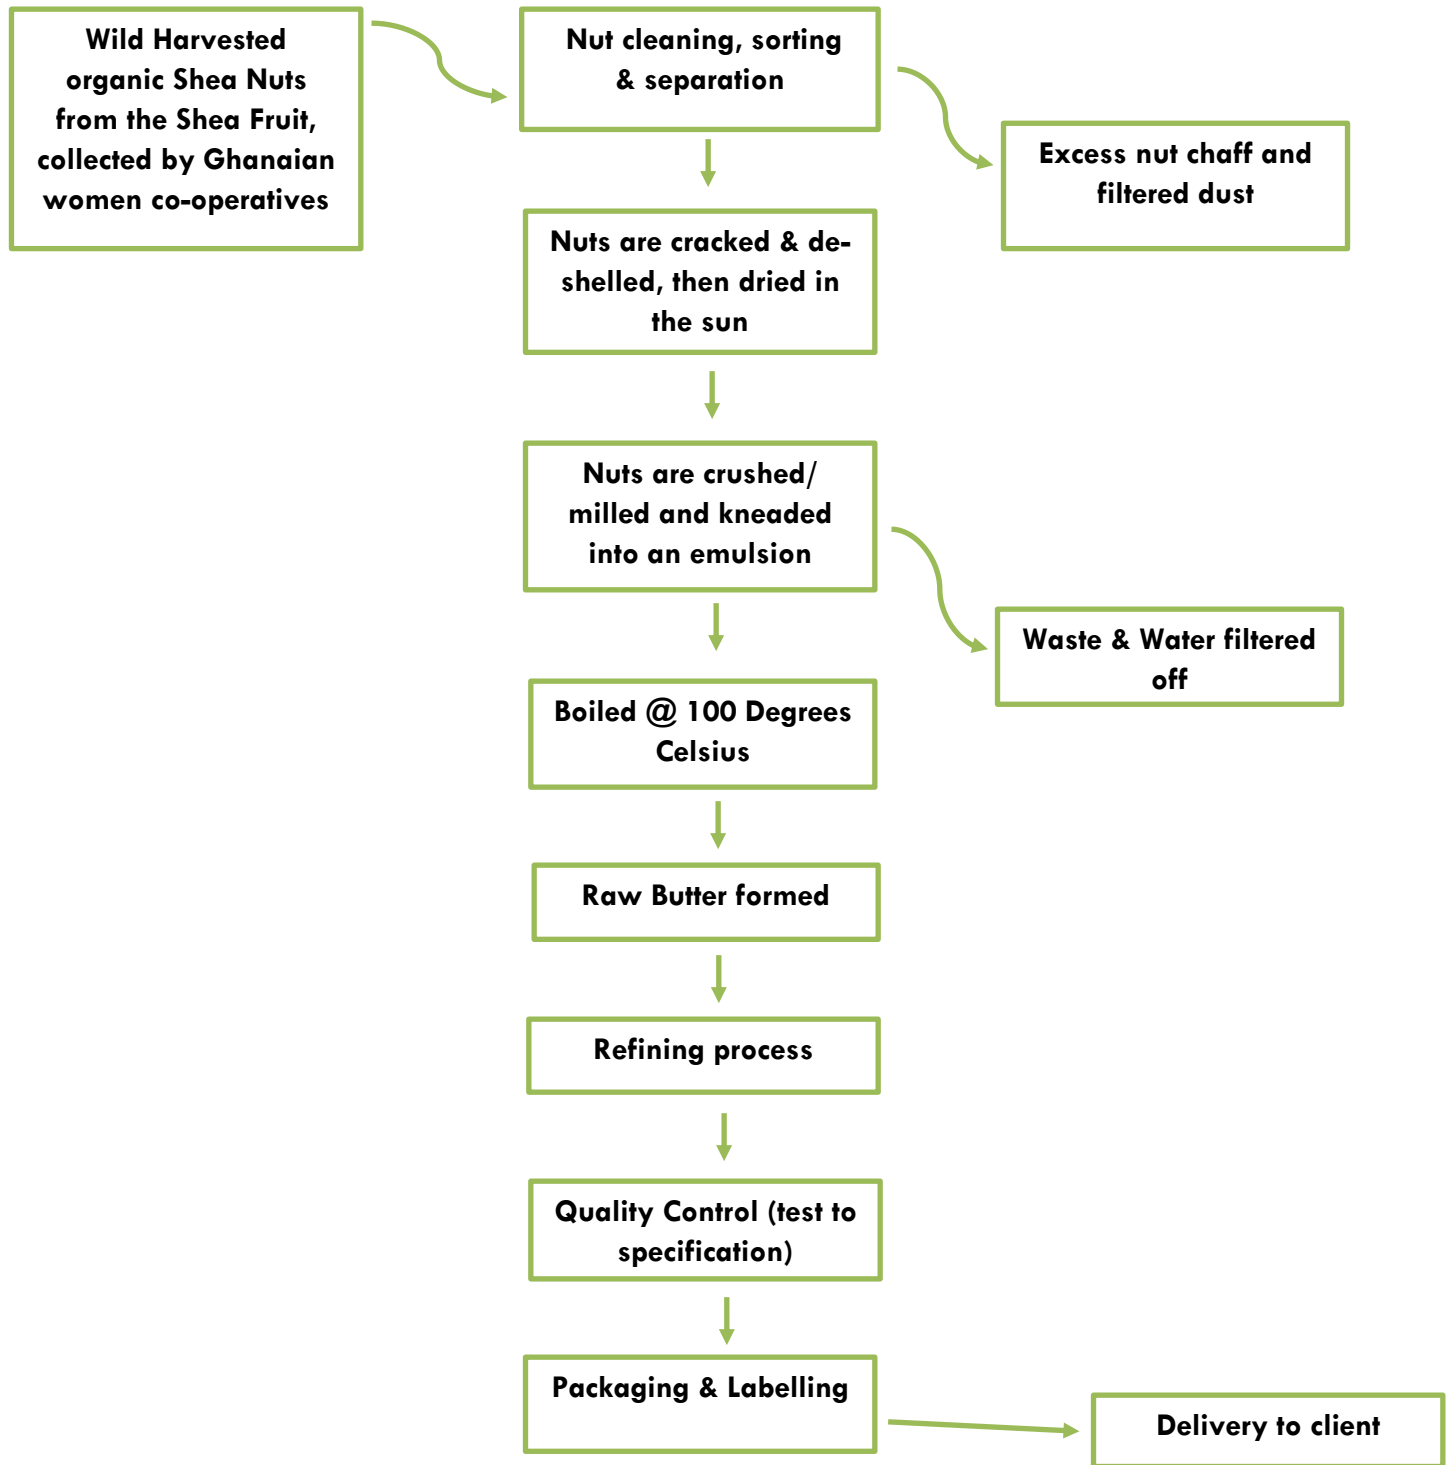 Wild Harvested
organic Shea Nuts
from the Shea Fruit,
collected by Ghanaian
women co-operatives
Nut cleaning, sorting
& separation
Excess nut chaff and
filtered dust
Nuts are cracked & de-
shelled, then dried in
the sun
Nuts are crushed/
milled and kneaded
into an emulsion
Waste & Water filtered
off
Boiled @ 100 Degrees
Celsius
Raw Butter formed
Refining process
Quality Control (test to
specification)
Packaging & Labelling
Delivery to client